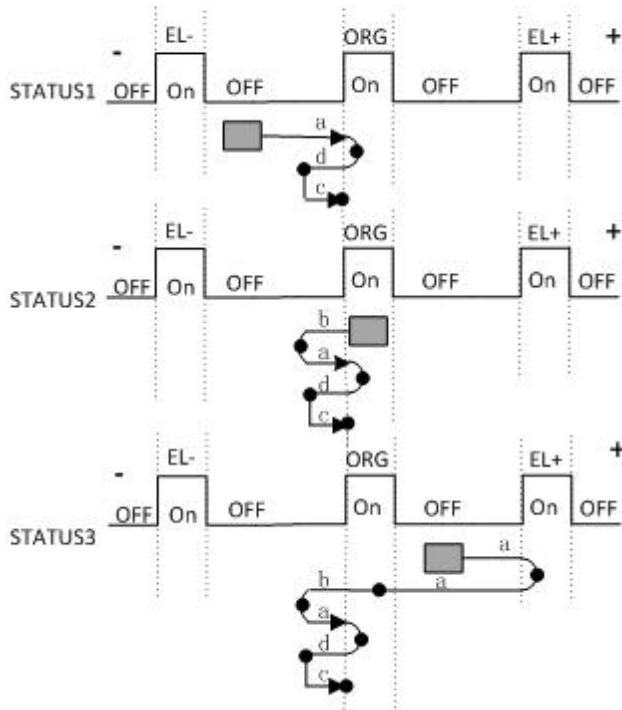 EL- ORG EL+
- +
STATUS1 OFF On OFF On OFF On OFF
a
d
c
EL- ORG EL+
- +
STATUS2 OFF On OFF On OFF On OFF
b
a
d
c
EL- ORG EL+
- +
STATUS3 OFF On OFF On OFF On OFF
a
b a
a
d
c